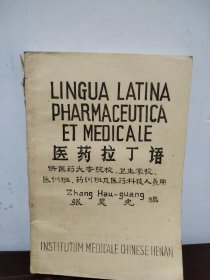 LINGUA LATINA
PHARMACEUTICA
ET MEDICALE
医药拉丁语
供医药大专院校、卫生学校、
医训班、药训班及医药科技人员用
Zhang Hau-guang
张昊光 编
INSTITUTUM MEDICALE CHINESE HENAN